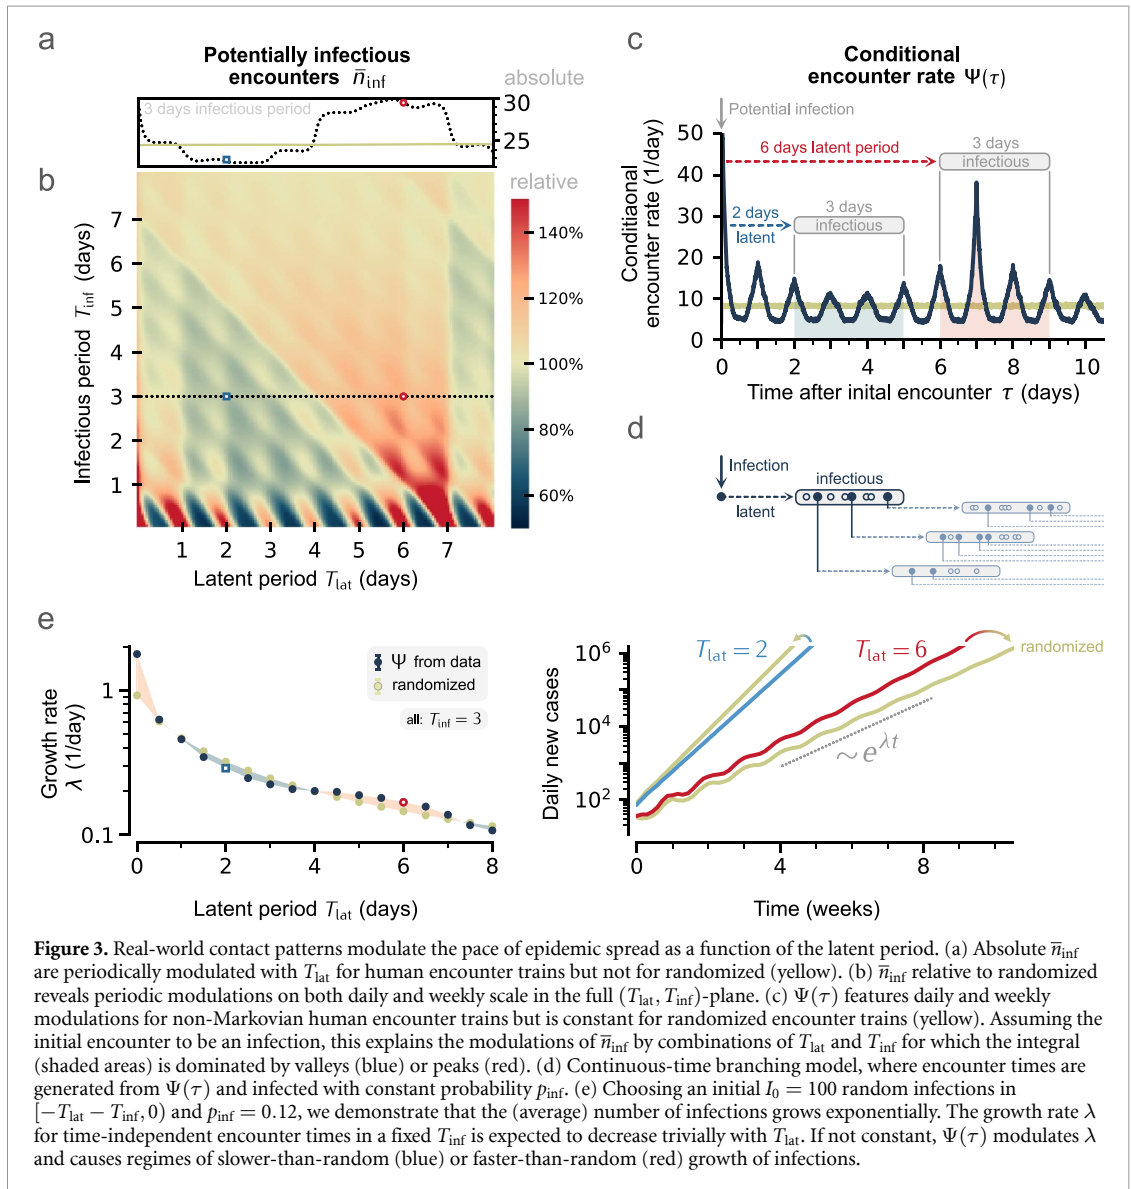 a
Potentially infectious
encounters n̅inf
absolute
3 days infectious period
30
25
b
relative
Infectious period Tinf (days)
7
6
5
4
3
2
1
140%
120%
100%
80%
60%
1 2 3 4 5 6 7
Latent period Tlat (days)
c
Conditional
encounter rate Ψ(τ)
Potential infection
Conditiaonal
encounter rate (1/day)
50
40
30
20
10
0
6 days latent period
3 days
infectious
2 days
latent
3 days
infectious
0 2 4 6 8 10
Time after inital encounter τ (days)
d
Infection
latent
infectious
e
Growth rate
λ (1/day)
1
0.1
Ψ from data
randomized
all: Tinf = 3
0 2 4 6 8
Latent period Tlat (days)
Daily new cases
10⁶
10⁴
10²
Tlat = 2
Tlat = 6
randomized
∼ e^λt
0 4 8
Time (weeks)
Figure 3. Real-world contact patterns modulate the pace of epidemic spread as a function of the latent period. (a) Absolute n̅inf
are periodically modulated with Tlat for human encounter trains but not for randomized (yellow). (b) n̅inf relative to randomized
reveals periodic modulations on both daily and weekly scale in the full (Tlat, Tinf)-plane. (c) Ψ(τ) features daily and weekly
modulations for non-Markovian human encounter trains but is constant for randomized encounter trains (yellow). Assuming the
initial encounter to be an infection, this explains the modulations of n̅inf by combinations of Tlat and Tinf for which the integral
(shaded areas) is dominated by valleys (blue) or peaks (red). (d) Continuous-time branching model, where encounter times are
generated from Ψ(τ) and infected with constant probability pinf. (e) Choosing an initial I0 = 100 random infections in
[−Tlat − Tinf, 0) and pinf = 0.12, we demonstrate that the (average) number of infections grows exponentially. The growth rate λ
for time-independent encounter times in a fixed Tinf is expected to decrease trivially with Tlat. If not constant, Ψ(τ) modulates λ
and causes regimes of slower-than-random (blue) or faster-than-random (red) growth of infections.